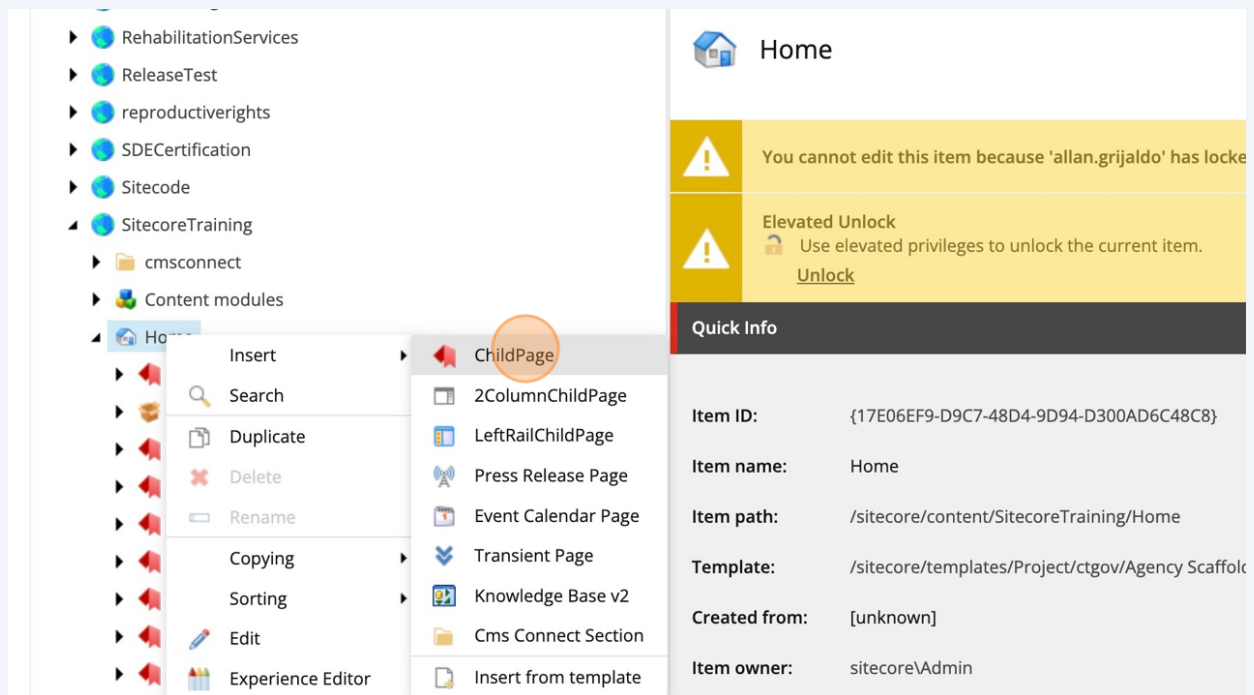 RehabilitationServices
ReleaseTest
reproductiverights
SDECertification
Sitecode
SitecoreTraining
cmsconnect
Content modules
Home
Insert
Search
Duplicate
Delete
Rename
Copying
Sorting
Edit
Experience Editor
ChildPage
2ColumnChildPage
LeftRailChildPage
Press Release Page
Event Calendar Page
Transient Page
Knowledge Base v2
Cms Connect Section
Insert from template
Home
You cannot edit this item because 'allan.grijaldo' has locke
Elevated Unlock
Use elevated privileges to unlock the current item.
Unlock
Quick Info
Item ID: {17E06EF9-D9C7-48D4-9D94-D300AD6C48C8}
Item name: Home
Item path: /sitecore/content/SitecoreTraining/Home
Template: /sitecore/templates/Project/ctgov/Agency Scaffold
Created from: [unknown]
Item owner: sitecore\Admin